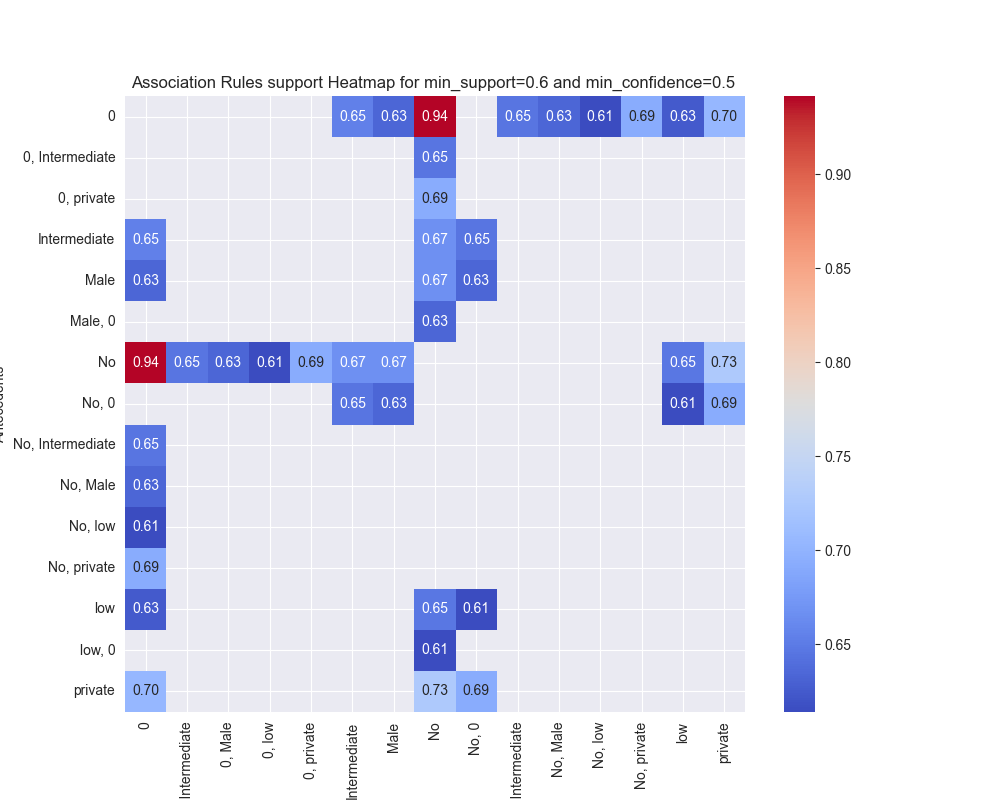 Association Rules support Heatmap for min_support=0.6 and min_confidence=0.5
0 0.65 0.63 0.94 0.65 0.63 0.61 0.69 0.63 0.70
0, Intermediate 0.65
0, private 0.69
Intermediate 0.65 0.67 0.65
Male 0.63 0.67 0.63
Male, 0 0.63
No 0.94 0.65 0.63 0.61 0.69 0.67 0.67 0.65 0.73
No, 0 0.65 0.63 0.61 0.69
No, Intermediate 0.65
No, Male 0.63
No, low 0.61
No, private 0.69
low 0.63 0.65 0.61
low, 0 0.61
private 0.70 0.73 0.69
0
Intermediate
0, Male
0, low
0, private
Intermediate
Male
No
No, 0
Intermediate
No, Male
No, low
No, private
low
private
0.90
0.85
0.80
0.75
0.70
0.65